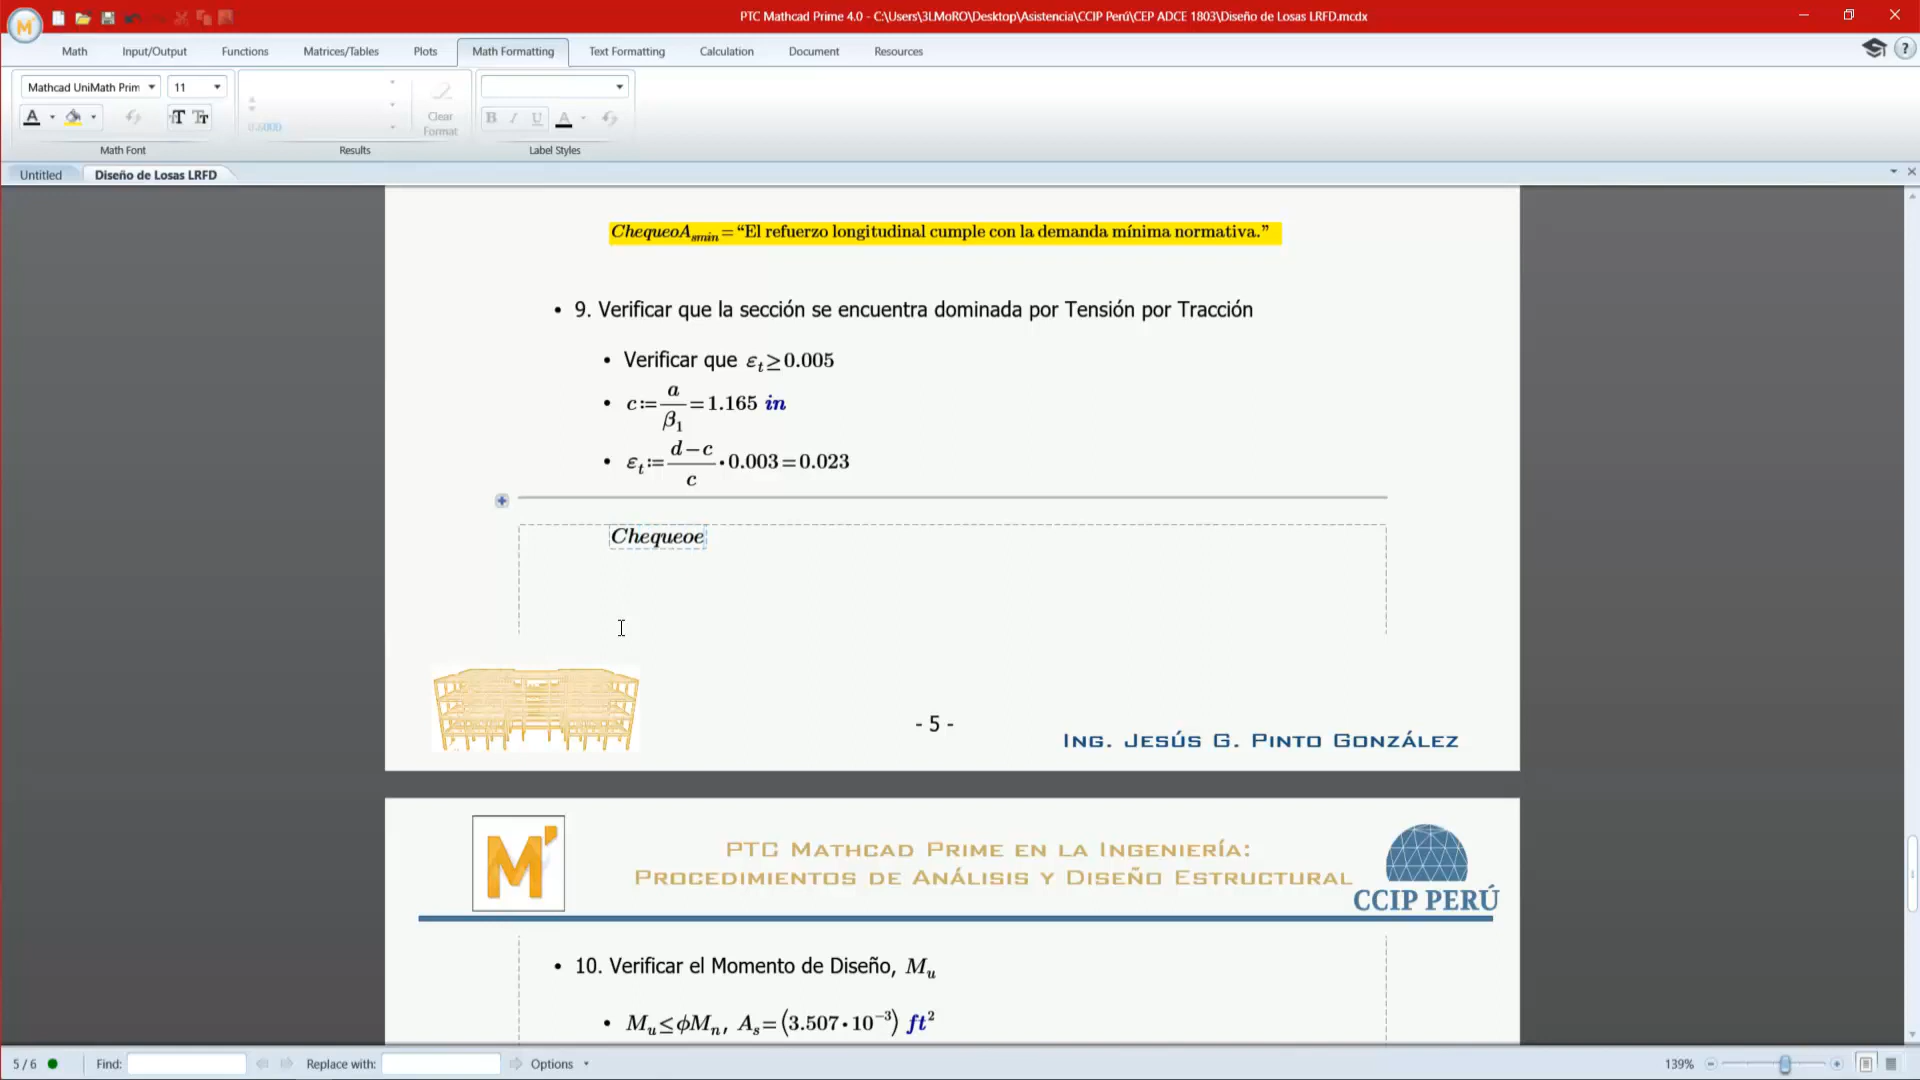 PTC Mathcad Prime 4.0 - C:\Users\3LMoRO\Desktop\Asistencia\CCIP Perú\CEP ADCE 1803\Diseño de Losas LRFD.mcdx
Math Input/Output Functions Matrices/Tables Plots Math Formatting Text Formatting Calculation Document Resources
Mathcad UniMath Prim 11
Clear Format
B I U A
Math Font Results Label Styles
Untitled Diseño de Losas LRFD
ChequeoA_smin = “El refuerzo longitudinal cumple con la demanda mínima normativa.”
• 9. Verificar que la sección se encuentra dominada por Tensión por Tracción
• Verificar que ε_t ≥ 0.005
• c := a/β_1 = 1.165 in
• ε_t := (d − c)/c · 0.003 = 0.023
Chequeoe
- 5 -
Ing. Jesús G. Pinto González
PTC Mathcad Prime en la Ingeniería:
Procedimientos de Análisis y Diseño Estructural
CCIP PERÚ
• 10. Verificar el Momento de Diseño, M_u
• M_u ≤ ϕM_n, A_s = (3.507 · 10^−3) ft^2
5 / 6 Find: Replace with: Options 139%